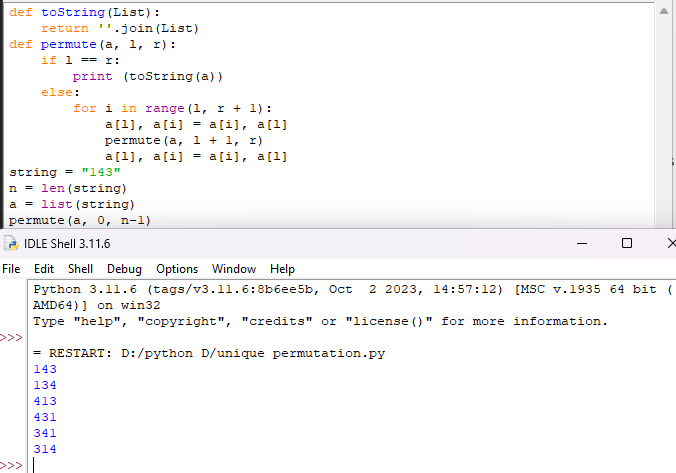 def toString(List):
    return ''.join(List)
def permute(a, l, r):
    if l == r:
        print (toString(a))
    else:
        for i in range(l, r + 1):
            a[l], a[i] = a[i], a[l]
            permute(a, l + 1, r)
            a[l], a[i] = a[i], a[l]
string = "143"
n = len(string)
a = list(string)
permute(a, 0, n-1)
IDLE Shell 3.11.6
File Edit Shell Debug Options Window Help
Python 3.11.6 (tags/v3.11.6:8b6ee5b, Oct  2 2023, 14:57:12) [MSC v.1935 64 bit (
AMD64)] on win32
Type "help", "copyright", "credits" or "license()" for more information.
>>>
= RESTART: D:/python D/unique permutation.py
143
134
413
431
341
314
>>>